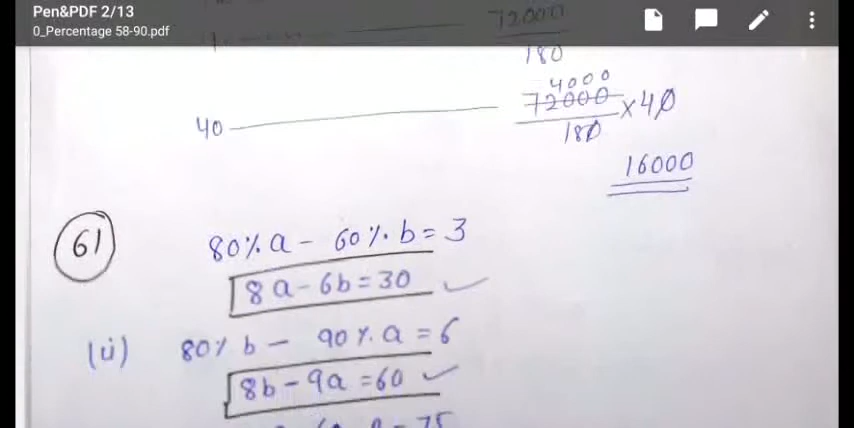 Pen&PDF 2/13
0_Percentage 58-90.pdf
72000
180
4000
40 72000 × 40
180
16000
61 80% a - 60%. b = 3
8a - 6b = 30
(ii) 80% b - 90%. a = 6
8b - 9a = 60